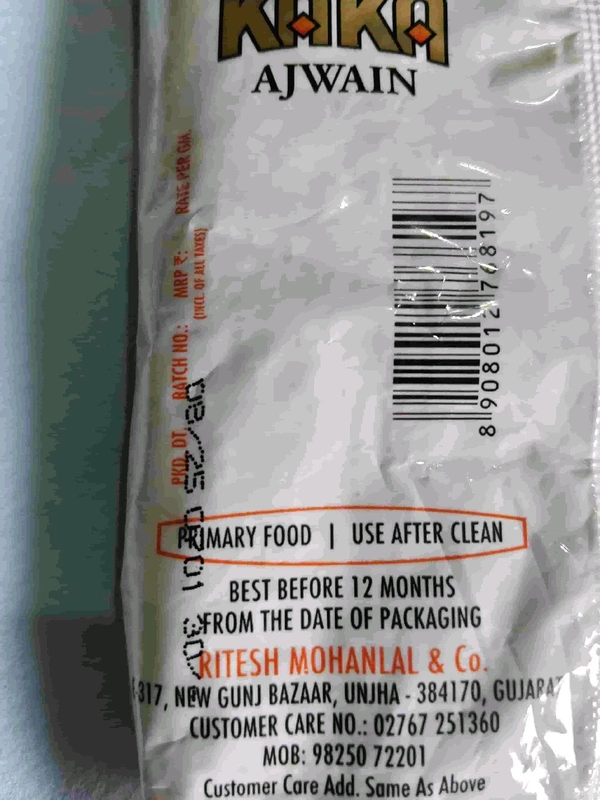 KAKA
AJWAIN
RATE PER GM.
MRP ₹:
(INCL. OF ALL TAXES)
BATCH NO.:
PKD. DT.
08/25
8 908012 768197
PRIMARY FOOD | USE AFTER CLEAN
BEST BEFORE 12 MONTHS
FROM THE DATE OF PACKAGING
RITESH MOHANLAL & Co.
317, NEW GUNJ BAZAAR, UNJHA - 384170, GUJARAT
CUSTOMER CARE NO.: 02767 251360
MOB: 98250 72201
Customer Care Add. Same As Above